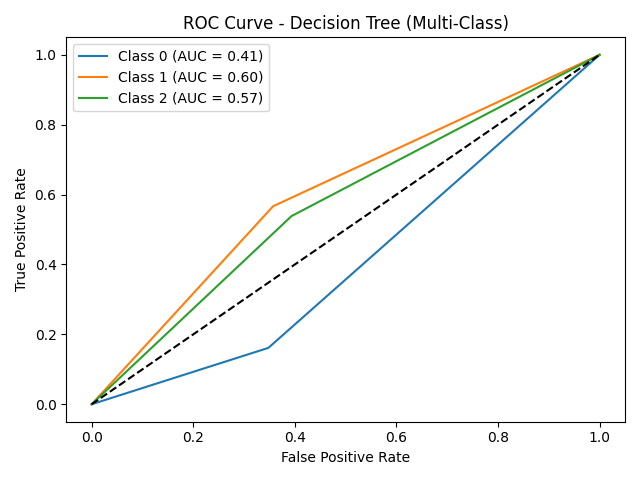 ROC Curve - Decision Tree (Multi-Class)
Class 0 (AUC = 0.41)
Class 1 (AUC = 0.60)
Class 2 (AUC = 0.57)
True Positive Rate
1.0
0.8
0.6
0.4
0.2
0.0
0.0 0.2 0.4 0.6 0.8 1.0
False Positive Rate